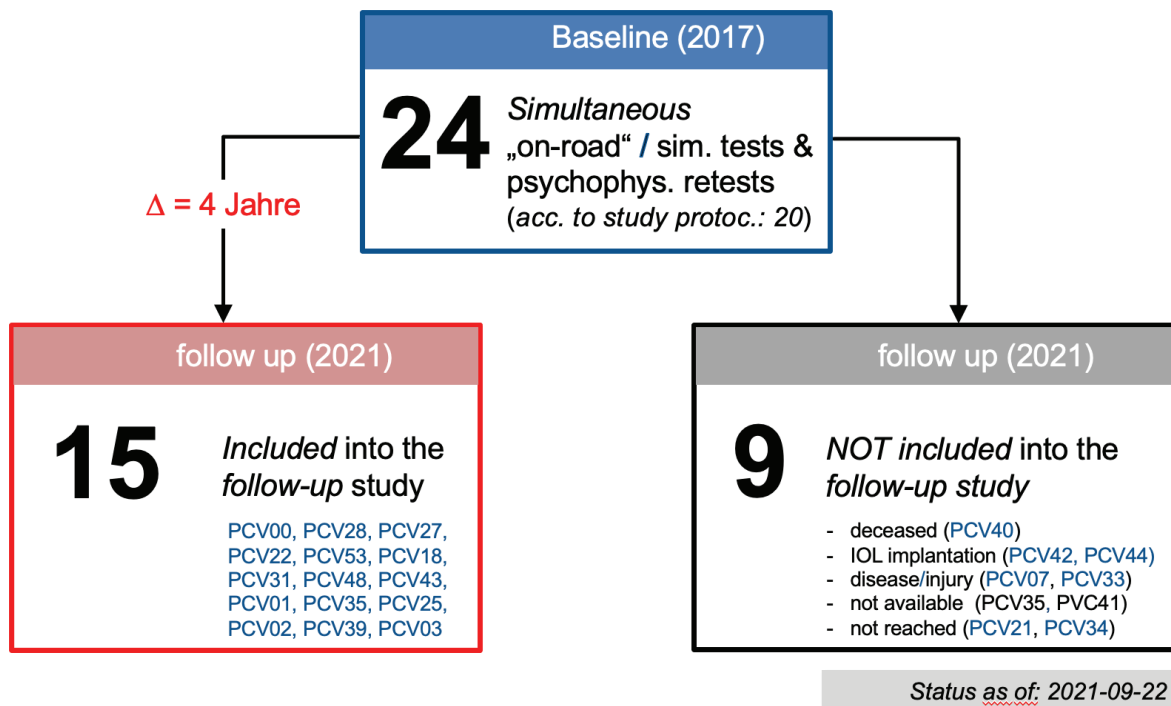 Baseline (2017)
24
Simultaneous
„on-road“ / sim. tests &
psychophys. retests
(acc. to study protoc.: 20)
Δ = 4 Jahre
follow up (2021)
15
Included into the
follow-up study
PCV00, PCV28, PCV27,
PCV22, PCV53, PCV18,
PCV31, PCV48, PCV43,
PCV01, PCV35, PCV25,
PCV02, PCV39, PCV03
follow up (2021)
9
NOT included into the
follow-up study
- deceased (PCV40)
- IOL implantation (PCV42, PCV44)
- disease/injury (PCV07, PCV33)
- not available (PCV35, PVC41)
- not reached (PCV21, PCV34)
Status as of: 2021-09-22